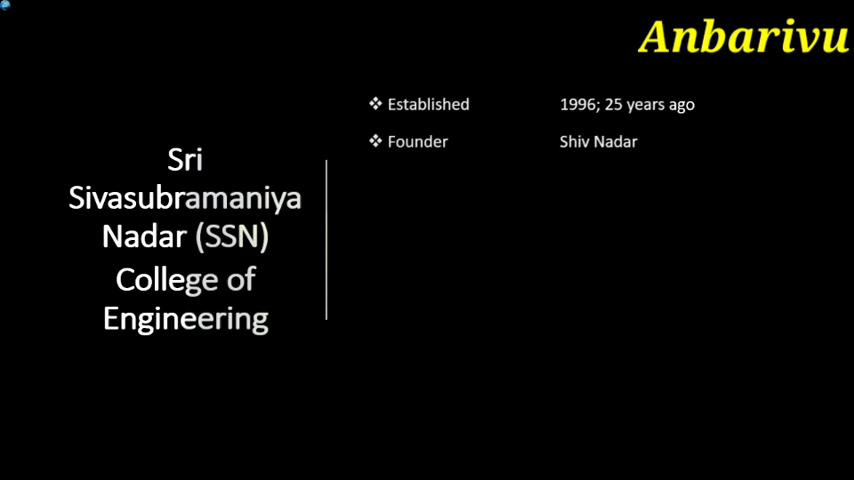 Anbarivu
❖ Established 1996; 25 years ago
❖ Founder Shiv Nadar
Sri
Sivasubramaniya
Nadar (SSN)
College of
Engineering